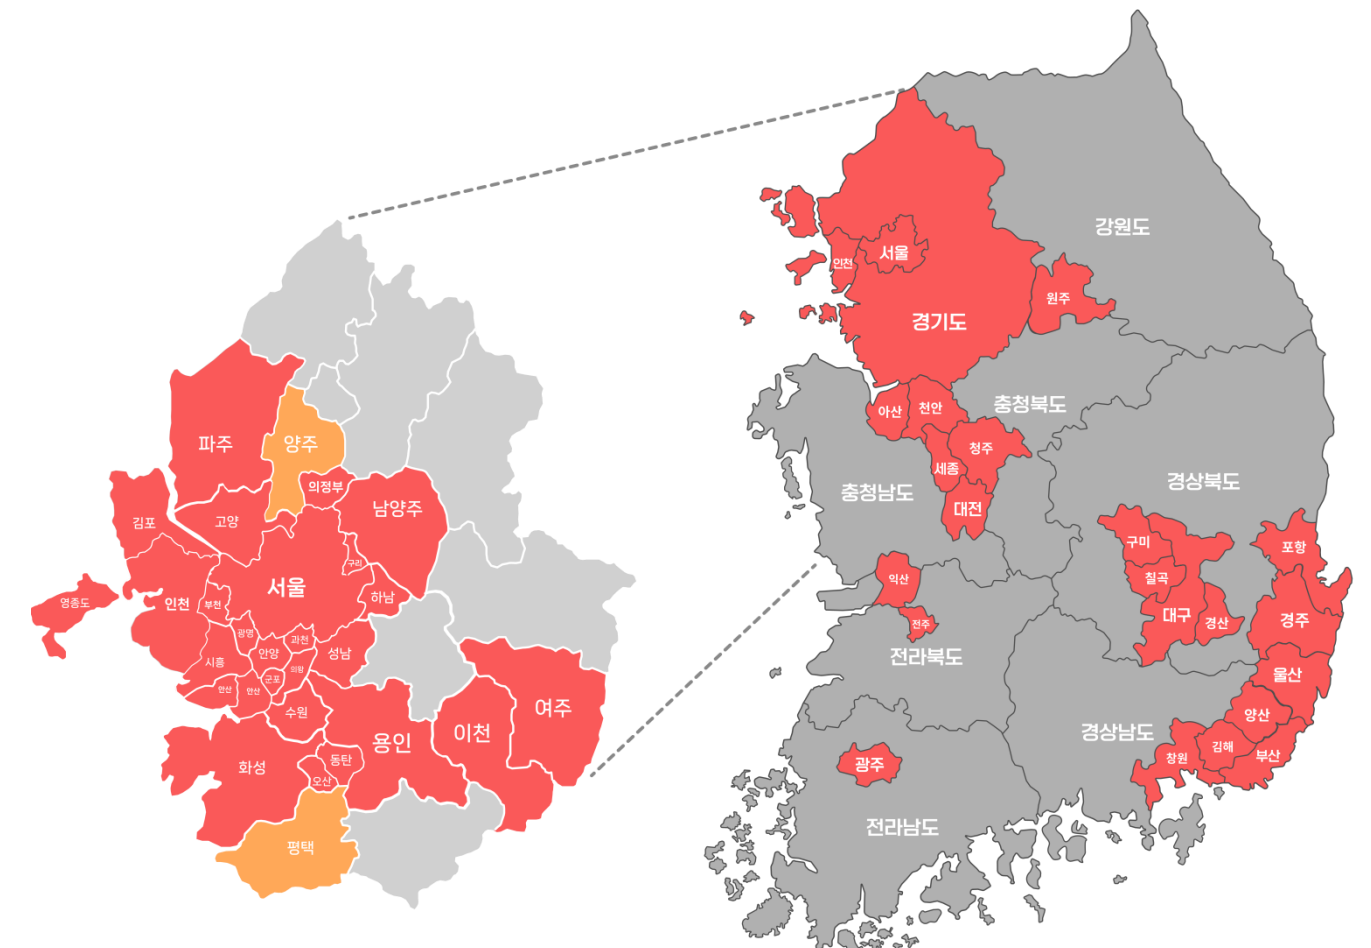 파주
양주
의정부
남양주
김포
고양
구리
서울
하남
영종도
인천
부천
광명
과천
시흥
안양
성남
의왕
군포
안산
안산
수원
여주
이천
용인
화성
동탄
오산
평택
강원도
서울
인천
원주
경기도
아산
천안
충청북도
청주
세종
충청남도
대전
경상북도
구미
포항
칠곡
익산
대구
경산
경주
전주
전라북도
울산
양산
경상남도
김해
창원
부산
광주
전라남도